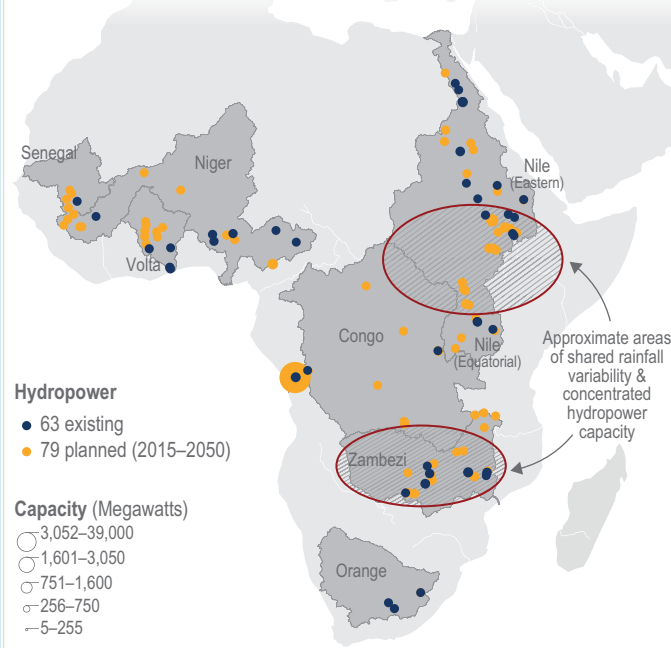 Senegal
Niger
Nile
(Eastern)
Volta
Congo
Nile
(Equatorial)
Approximate areas
of shared rainfall
variability &
concentrated
hydropower
capacity
Hydropower
63 existing
79 planned (2015–2050)
Zambezi
Capacity (Megawatts)
3,052–39,000
1,601–3,050
751–1,600
256–750
5–255
Orange